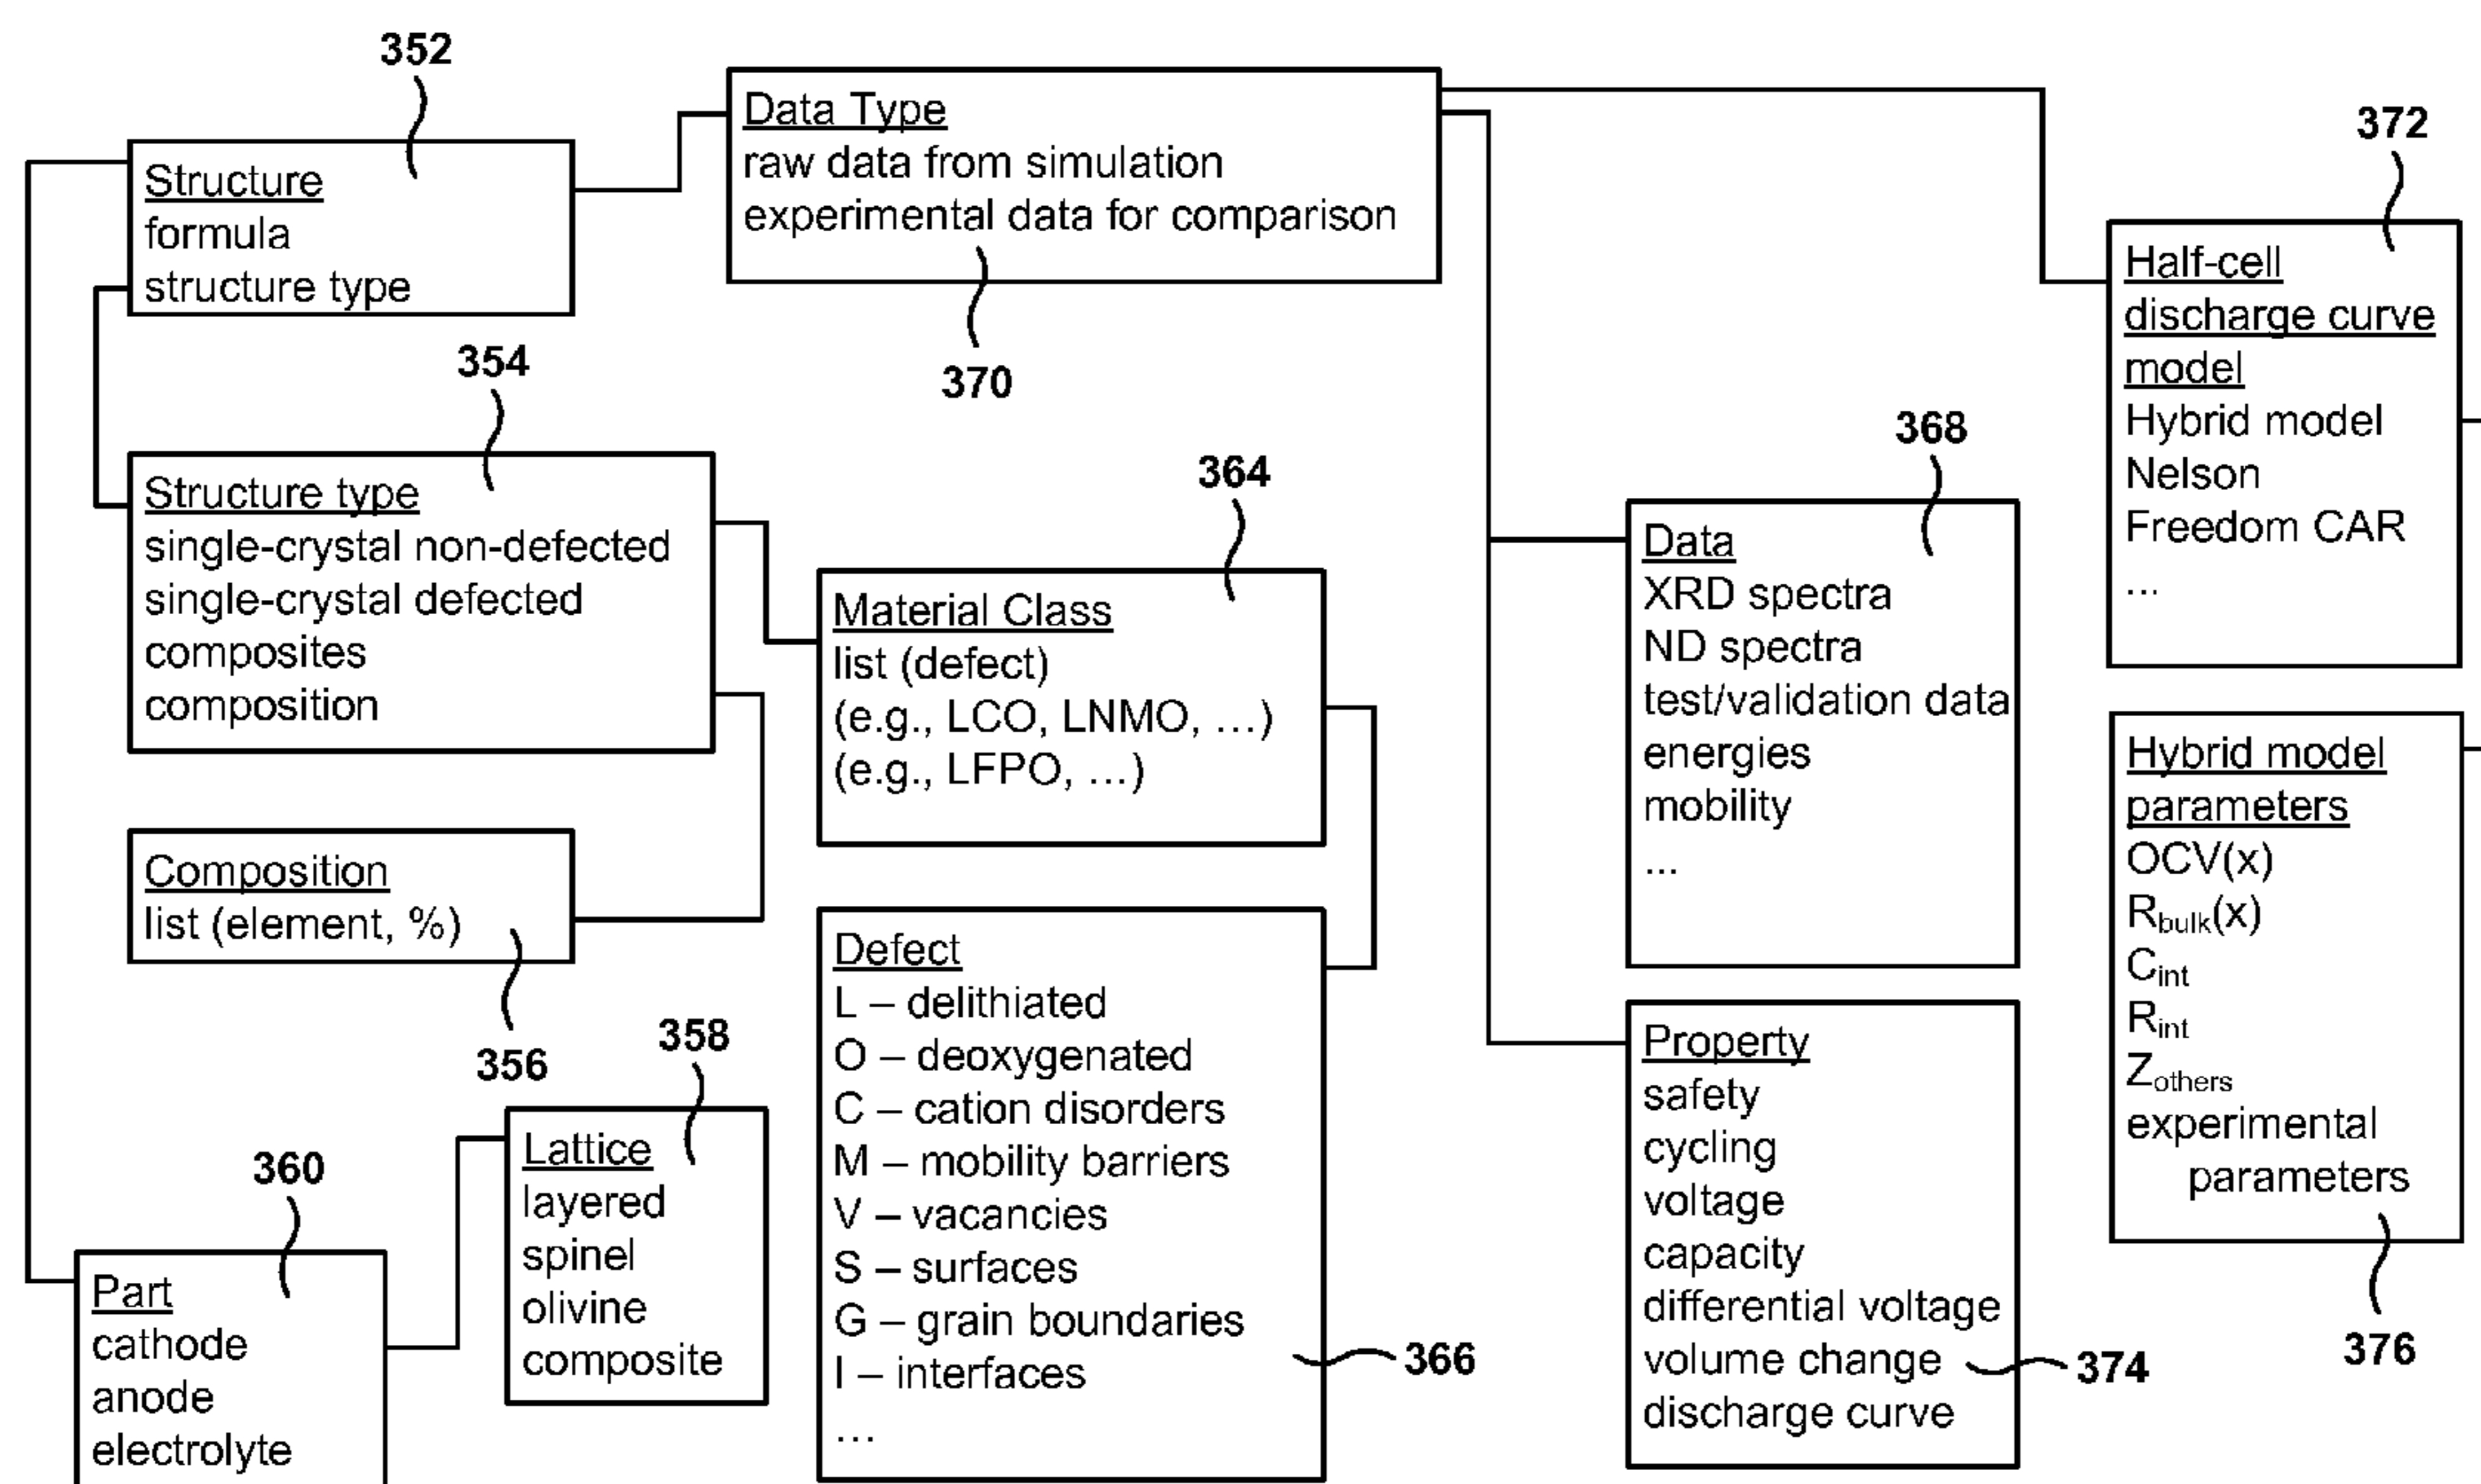 352
Structure
formula
structure type
Data Type
raw data from simulation
experimental data for comparison
370
372
Half-cell
discharge curve
model
Hybrid model
Nelson
Freedom CAR
...
354
Structure type
single-crystal non-defected
single-crystal defected
composites
composition
364
Material Class
list (defect)
(e.g., LCO, LNMO, ...)
(e.g., LFPO, ...)
368
Data
XRD spectra
ND spectra
test/validation data
energies
mobility
...
Hybrid model
parameters
OCV(x)
Rbulk(x)
Cint
Rint
Zothers
experimental
parameters
376
Composition
list (element, %)
356
358
Lattice
layered
spinel
olivine
composite
360
Part
cathode
anode
electrolyte
Defect
L – delithiated
O – deoxygenated
C – cation disorders
M – mobility barriers
V – vacancies
S – surfaces
G – grain boundaries
I – interfaces
...
366
Property
safety
cycling
voltage
capacity
differential voltage
volume change
discharge curve
374